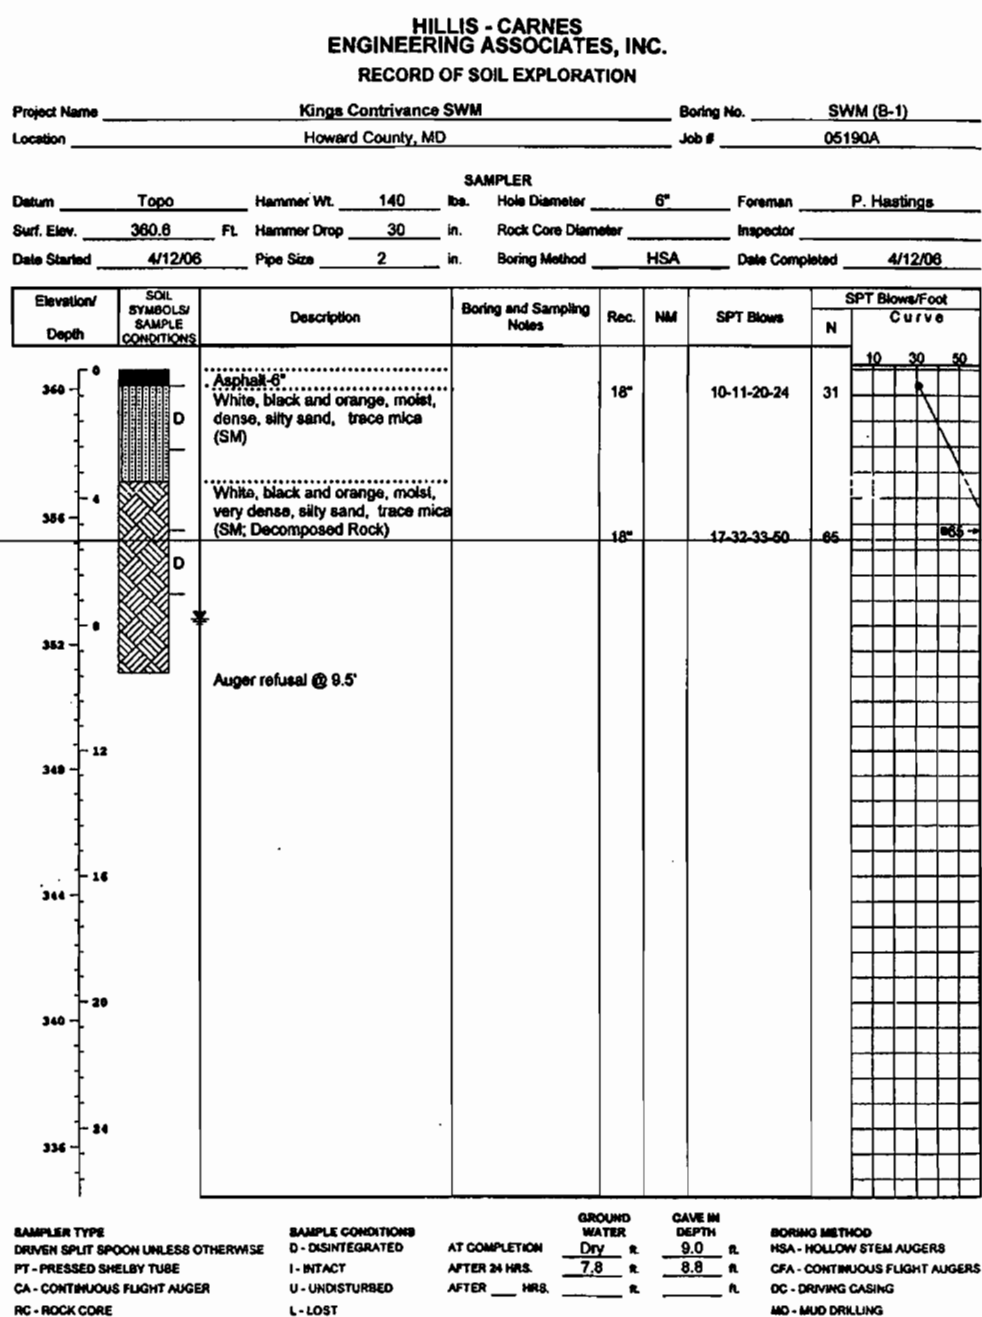 HILLIS - CARNES
ENGINEERING ASSOCIATES, INC.
RECORD OF SOIL EXPLORATION
Project Name Kings Contrivance SWM Boring No. SWM (B-1)
Location Howard County, MD Job # 05190A
SAMPLER
Datum Topo Hammer Wt. 140 lbs. Hole Diameter 6" Foreman P. Hastings
Surf. Elev. 360.6 Ft. Hammer Drop 30 in. Rock Core Diameter Inspector
Date Started 4/12/06 Pipe Size 2 in. Boring Method HSA Date Completed 4/12/06
Elevation/ Depth SOIL SYMBOLS/ SAMPLE CONDITIONS Description Boring and Sampling Notes Rec. NM SPT Blows SPT Blows/Foot N Curve
10 30 50
0
360 Asphalt-6" 18" 10-11-20-24 31
White, black and orange, moist,
D dense, silty sand, trace mica
(SM)
4 White, black and orange, moist,
356 very dense, silty sand, trace mica
(SM; Decomposed Rock) 18" 17-32-33-50 65 65
D
8
352
Auger refusal @ 9.5'
12
348
16
344
20
340
24
336
SAMPLER TYPE SAMPLE CONDITIONS GROUND WATER CAVE IN DEPTH BORING METHOD
DRIVEN SPLIT SPOON UNLESS OTHERWISE D - DISINTEGRATED AT COMPLETION Dry ft. 9.0 ft. HSA - HOLLOW STEM AUGERS
PT - PRESSED SHELBY TUBE I - INTACT AFTER 24 HRS. 7.8 ft. 8.8 ft. CFA - CONTINUOUS FLIGHT AUGERS
CA - CONTINUOUS FLIGHT AUGER U - UNDISTURBED AFTER HRS. ft. ft. DC - DRIVING CASING
RC - ROCK CORE L - LOST MD - MUD DRILLING